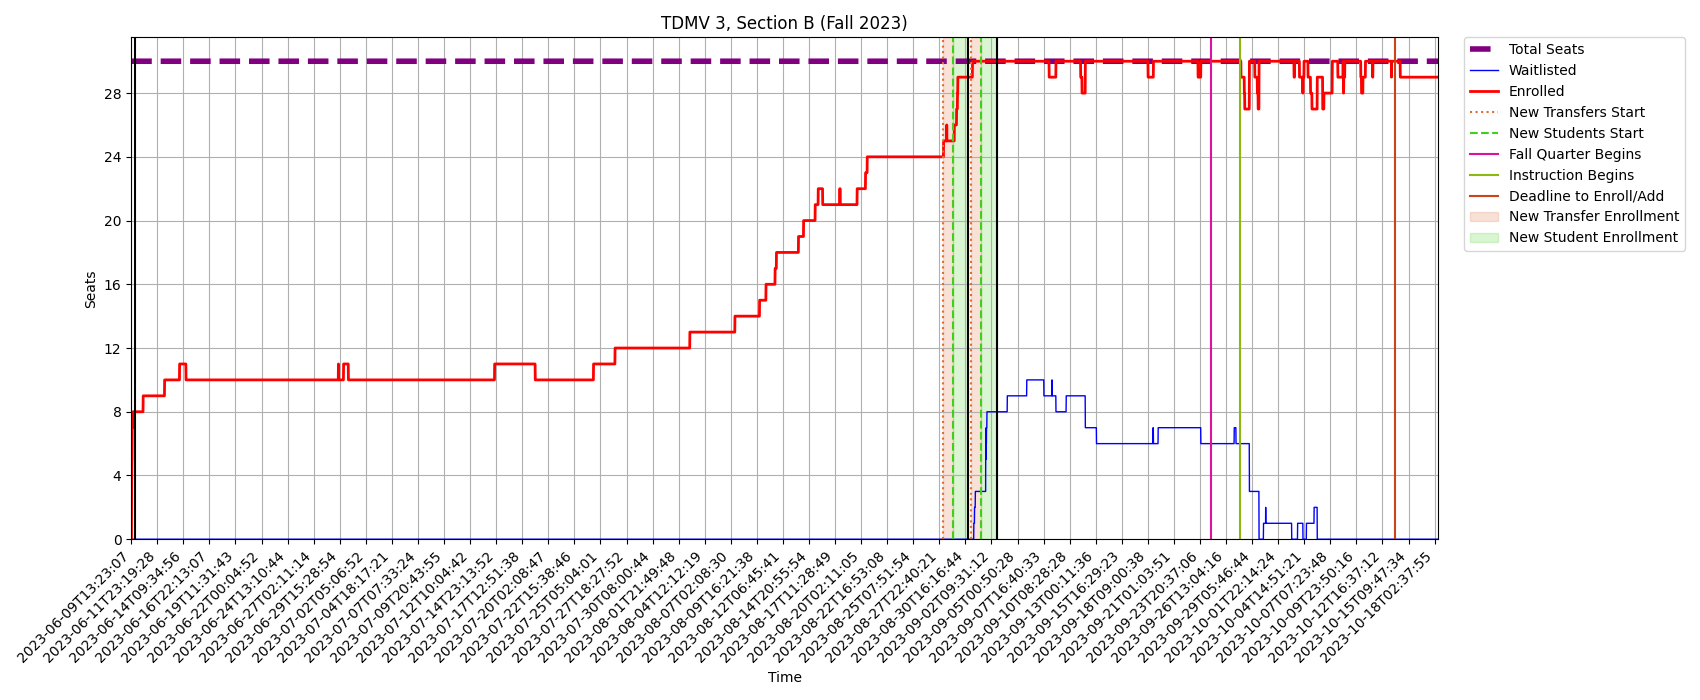 TDMV 3, Section B (Fall 2023)
Total Seats
Waitlisted
Enrolled
New Transfers Start
New Students Start
Fall Quarter Begins
Instruction Begins
Deadline to Enroll/Add
New Transfer Enrollment
New Student Enrollment
Seats
28
24
20
16
12
8
4
0
2023-06-09T13:23:07
2023-06-11T23:19:28
2023-06-14T09:34:56
2023-06-16T22:13:07
2023-06-19T11:31:43
2023-06-22T00:04:52
2023-06-24T13:10:44
2023-06-27T02:11:14
2023-06-29T15:28:54
2023-07-02T05:06:52
2023-07-04T18:17:21
2023-07-07T07:33:24
2023-07-09T20:43:55
2023-07-12T10:04:42
2023-07-14T23:13:52
2023-07-17T12:51:38
2023-07-20T02:08:47
2023-07-22T15:38:46
2023-07-25T05:04:01
2023-07-27T18:27:52
2023-07-30T08:00:44
2023-08-01T21:49:48
2023-08-04T12:12:19
2023-08-07T02:08:30
2023-08-09T16:21:38
2023-08-12T06:45:41
2023-08-14T20:55:54
2023-08-17T11:28:49
2023-08-20T02:11:05
2023-08-22T16:53:08
2023-08-25T07:51:54
2023-08-27T22:40:21
2023-08-30T16:16:44
2023-09-02T09:31:12
2023-09-05T00:50:28
2023-09-07T16:40:33
2023-09-10T08:28:28
2023-09-13T00:11:36
2023-09-15T16:29:23
2023-09-18T09:00:38
2023-09-21T01:03:51
2023-09-23T20:37:06
2023-09-26T13:04:16
2023-09-29T05:46:44
2023-10-01T22:14:24
2023-10-04T14:51:21
2023-10-07T07:23:48
2023-10-09T23:50:16
2023-10-12T16:37:12
2023-10-15T09:47:34
2023-10-18T02:37:55
Time